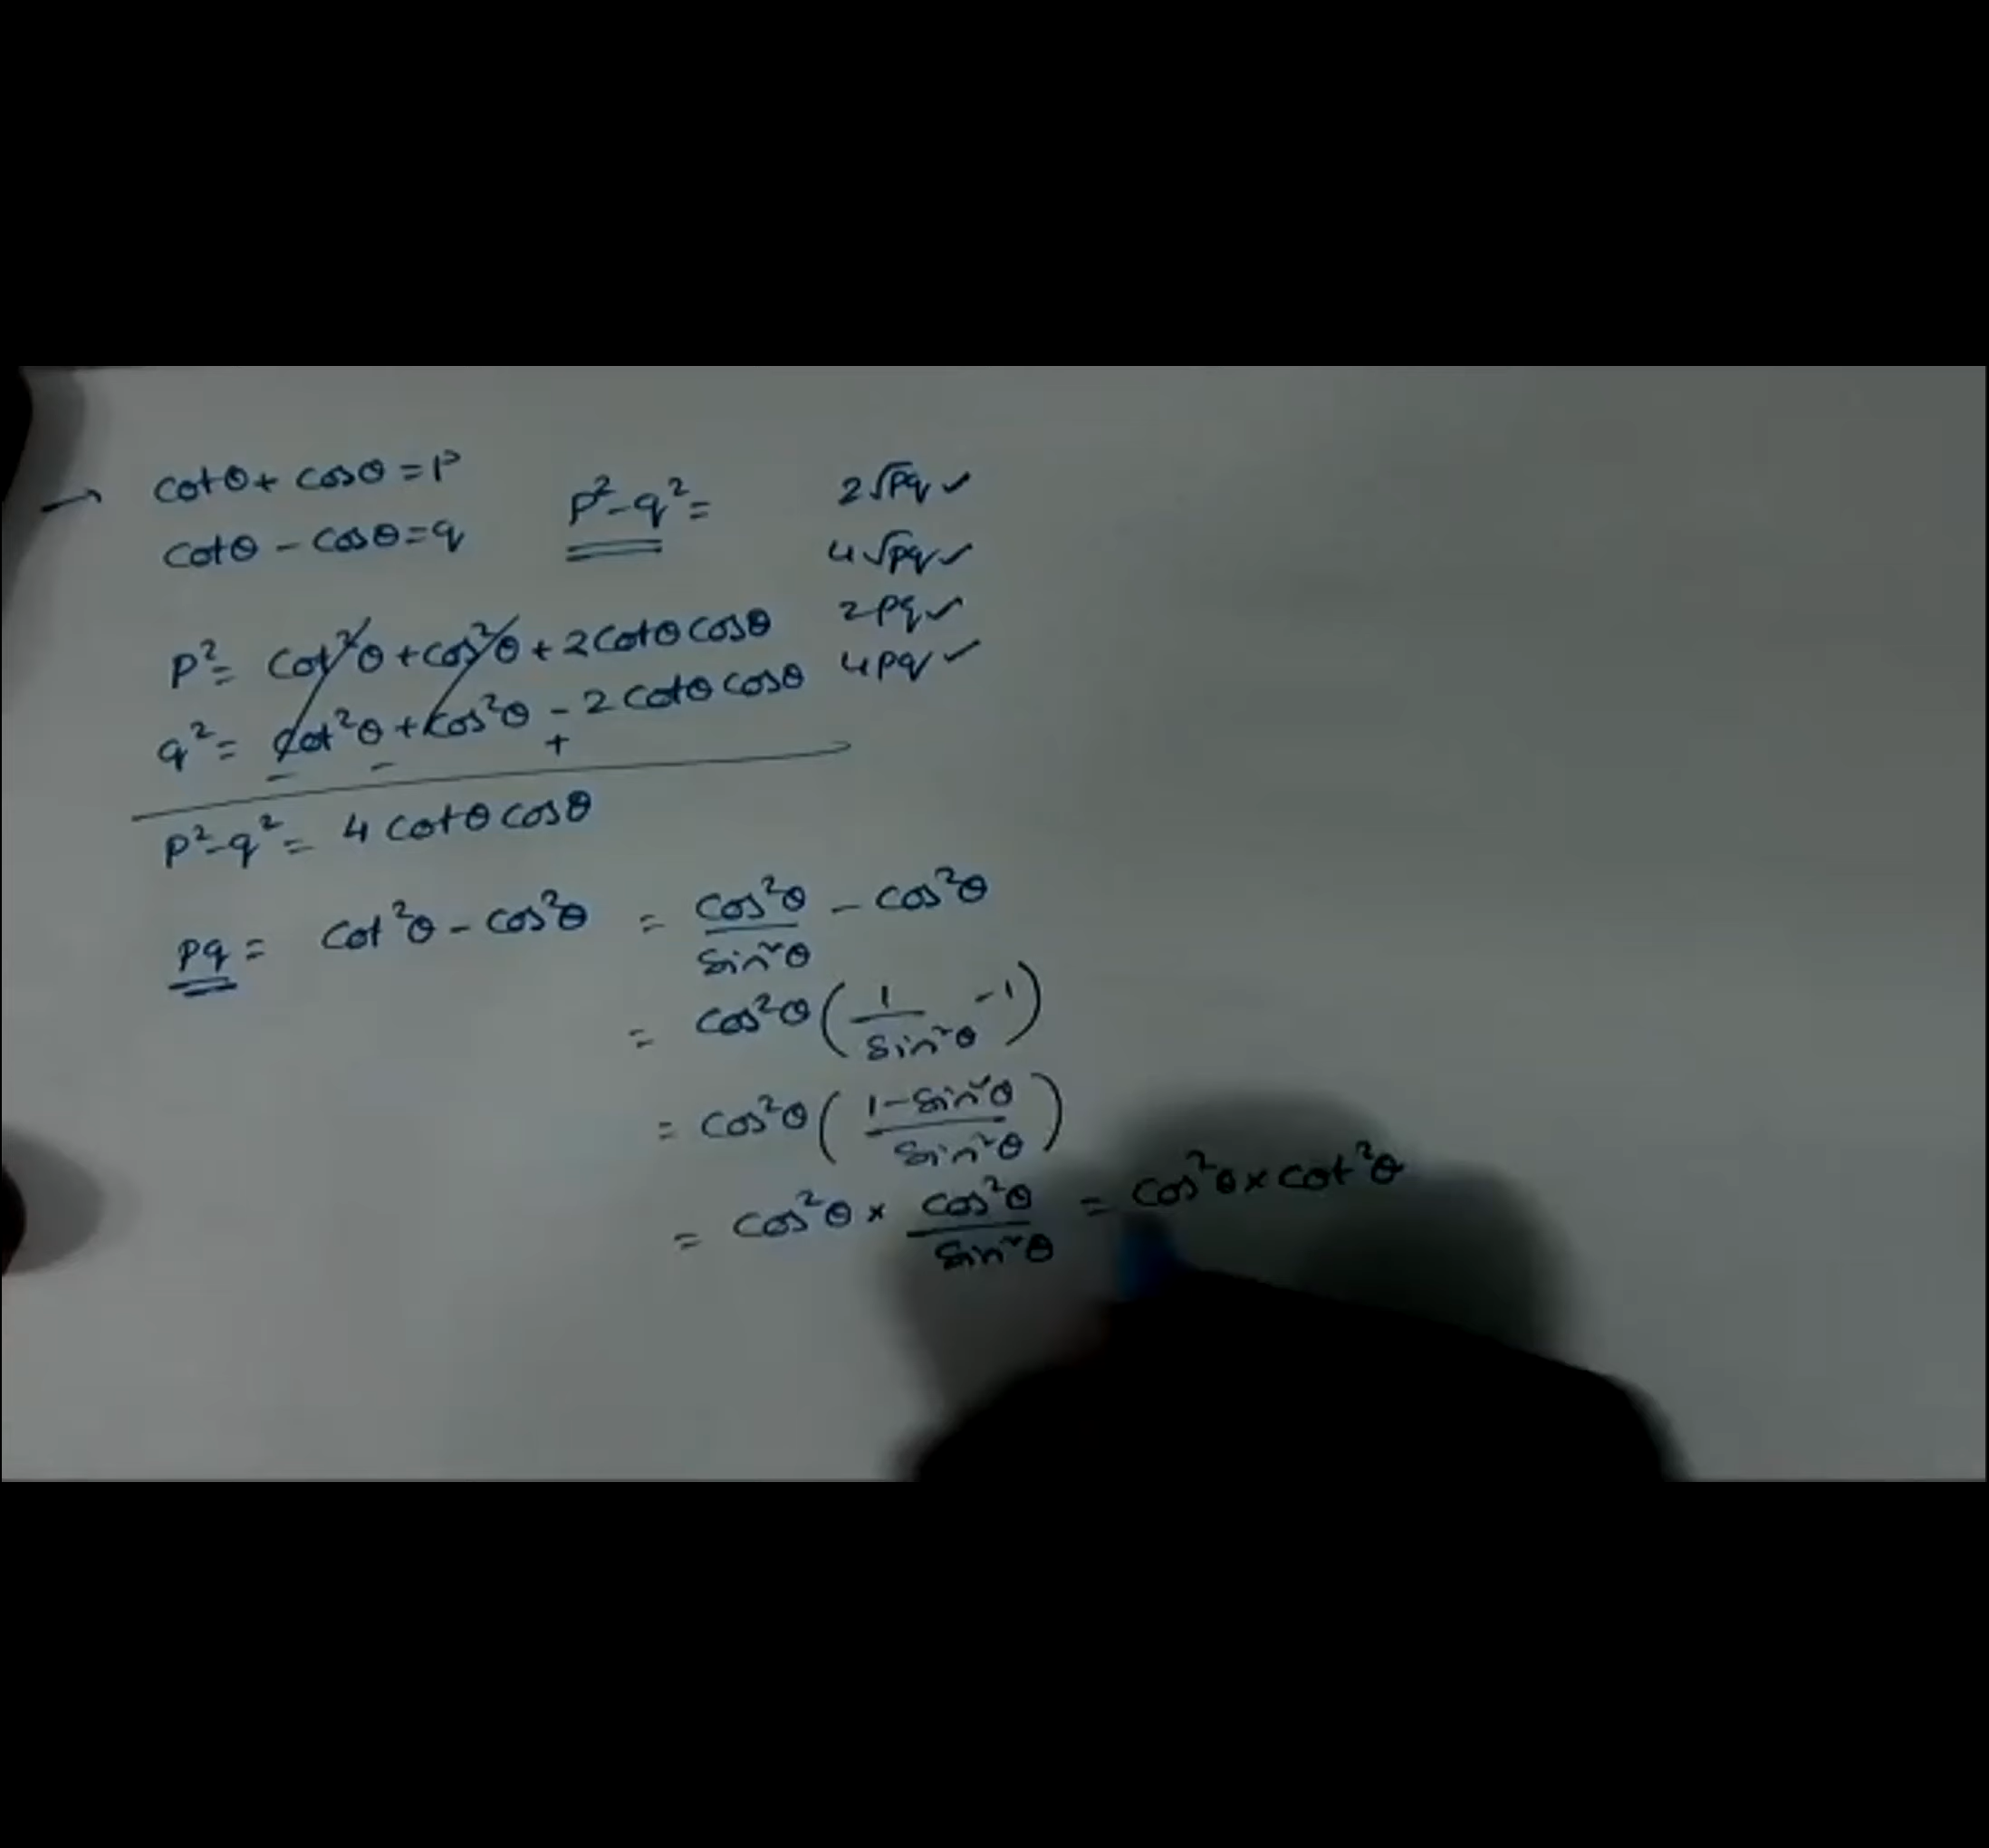 → cotθ + cosθ = P
cotθ - cosθ = q
P² - q² =
2√pq ✓
4√pq ✓
2pq ✓
4pq ✓
P² = cot²θ + cos²θ + 2cotθ cosθ
q² = cot²θ + cos²θ - 2cotθ cosθ
- - +
P² - q² = 4 cotθ cosθ
pq = cot²θ - cos²θ = cos²θ/sin²θ - cos²θ
= cos²θ (1/sin²θ - 1)
= cos²θ (1 - sin²θ / sin²θ)
= cos²θ × cos²θ/sin²θ = cos²θ × cot²θ